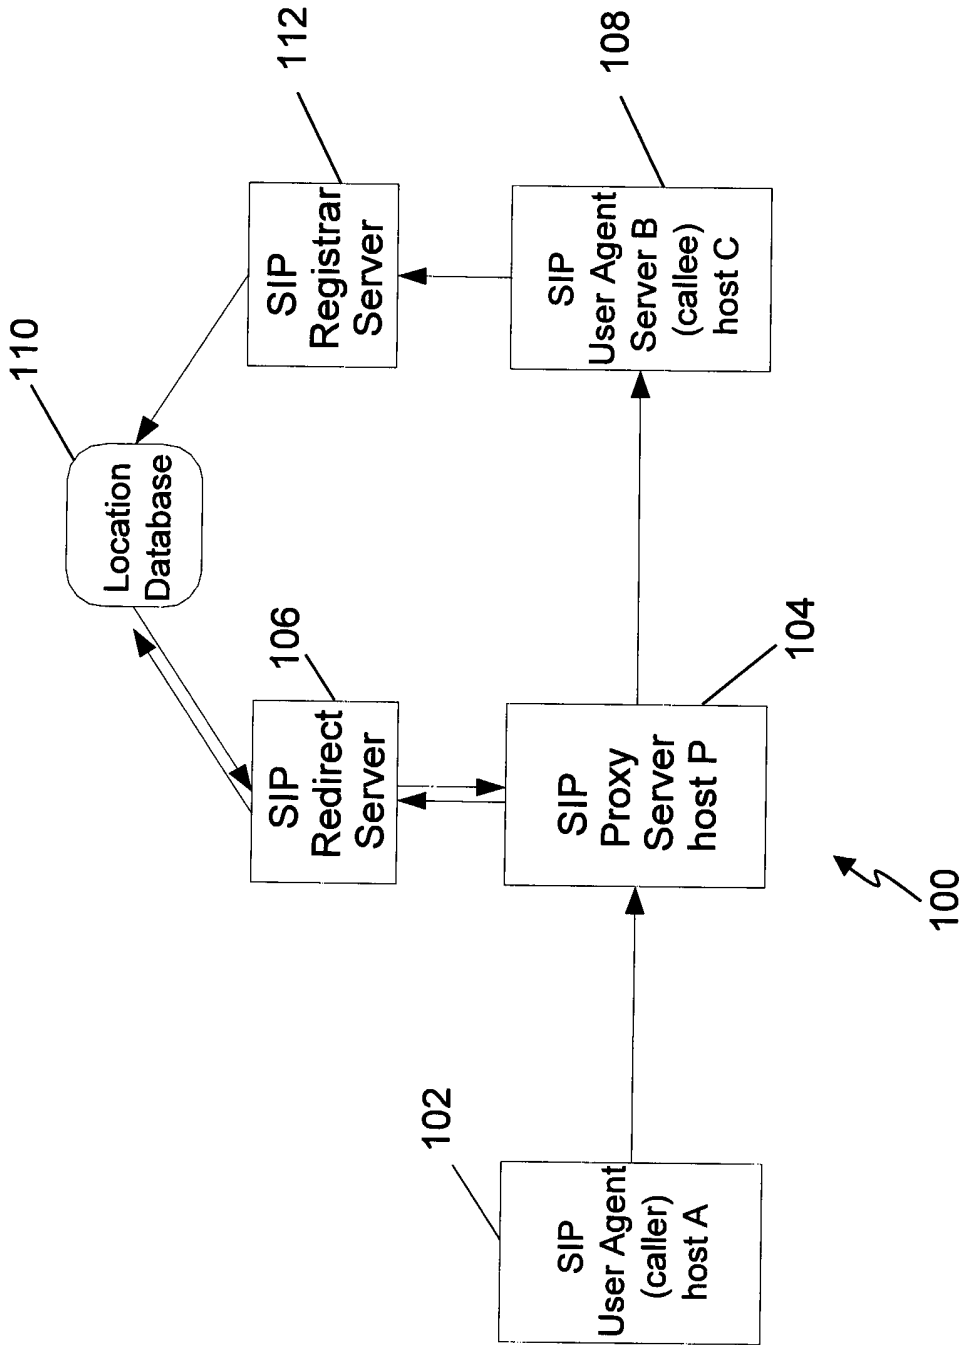 110
Location
Database
106
SIP
Redirect
Server
112
SIP
Registrar
Server
102
SIP
User Agent
(caller)
host A
SIP
Proxy
Server
host P
104
SIP
User Agent
Server B
(callee)
host C
108
100